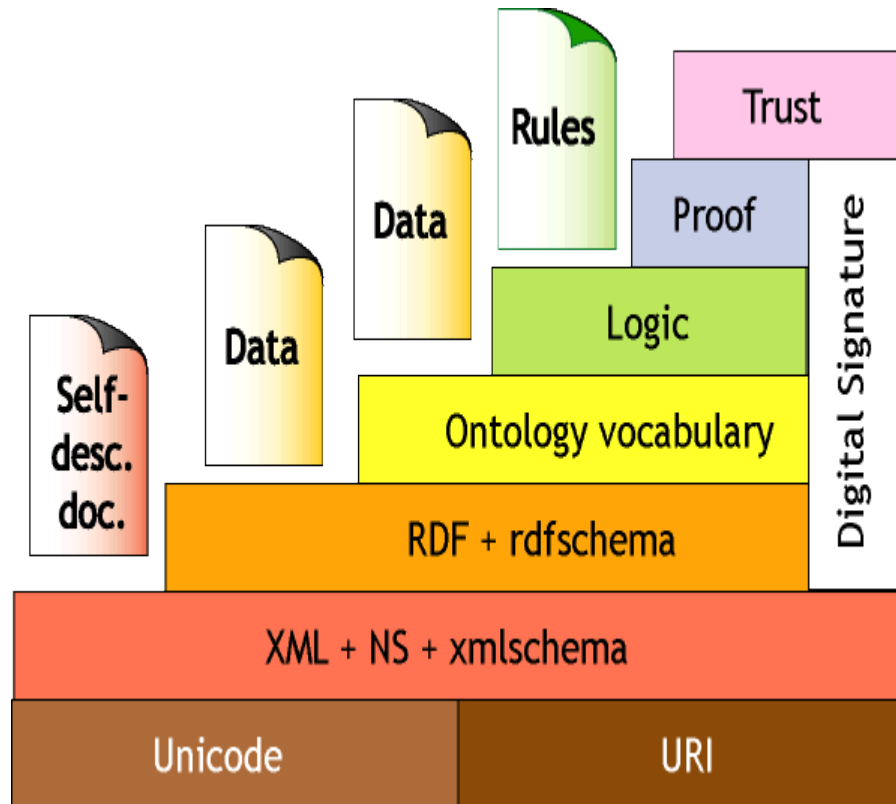 Rules
Trust
Data
Proof
Data
Logic
Self-
desc.
doc.
Ontology vocabulary
Digital Signature
RDF + rdfschema
XML + NS + xmlschema
Unicode
URI